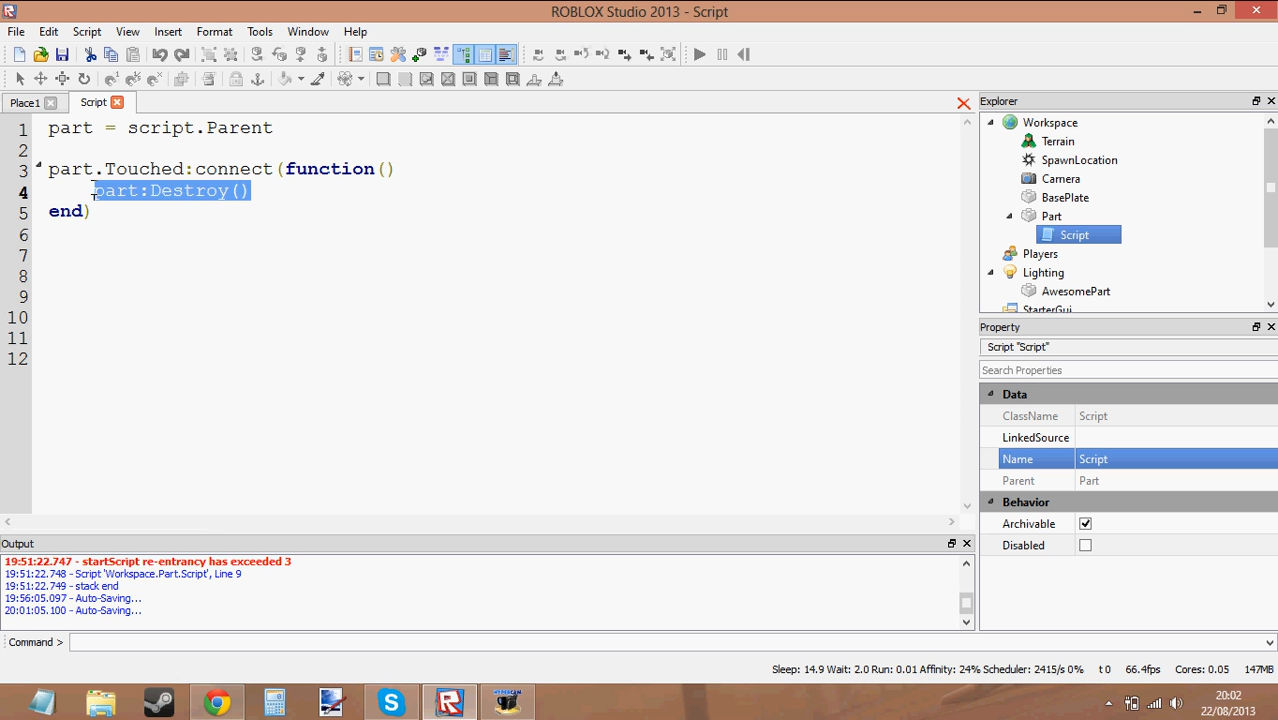 ROBLOX Studio 2013 - Script
File Edit Script View Insert Format Tools Window Help
Place1 Script
1 part = script.Parent
2
3 part.Touched:connect(function()
4 part:Destroy()
5 end)
6
7
8
9
10
11
12
Explorer
Workspace
Terrain
SpawnLocation
Camera
BasePlate
Part
Script
Players
Lighting
AwesomePart
StarterGui
Property
Script "Script"
Search Properties
Data
ClassName Script
LinkedSource
Name Script
Parent Part
Behavior
Archivable
Disabled
Output
19:51:22.747 - startScript re-entrancy has exceeded 3
19:51:22.748 - Script 'Workspace.Part.Script', Line 9
19:51:22.749 - stack end
19:56:05.097 - Auto-Saving...
20:01:05.100 - Auto-Saving...
Command >
Sleep: 14.9 Wait: 2.0 Run: 0.01 Affinity: 24% Scheduler: 2415/s 0% t 0 66.4fps Cores: 0.05 147MB
20:02
22/08/2013